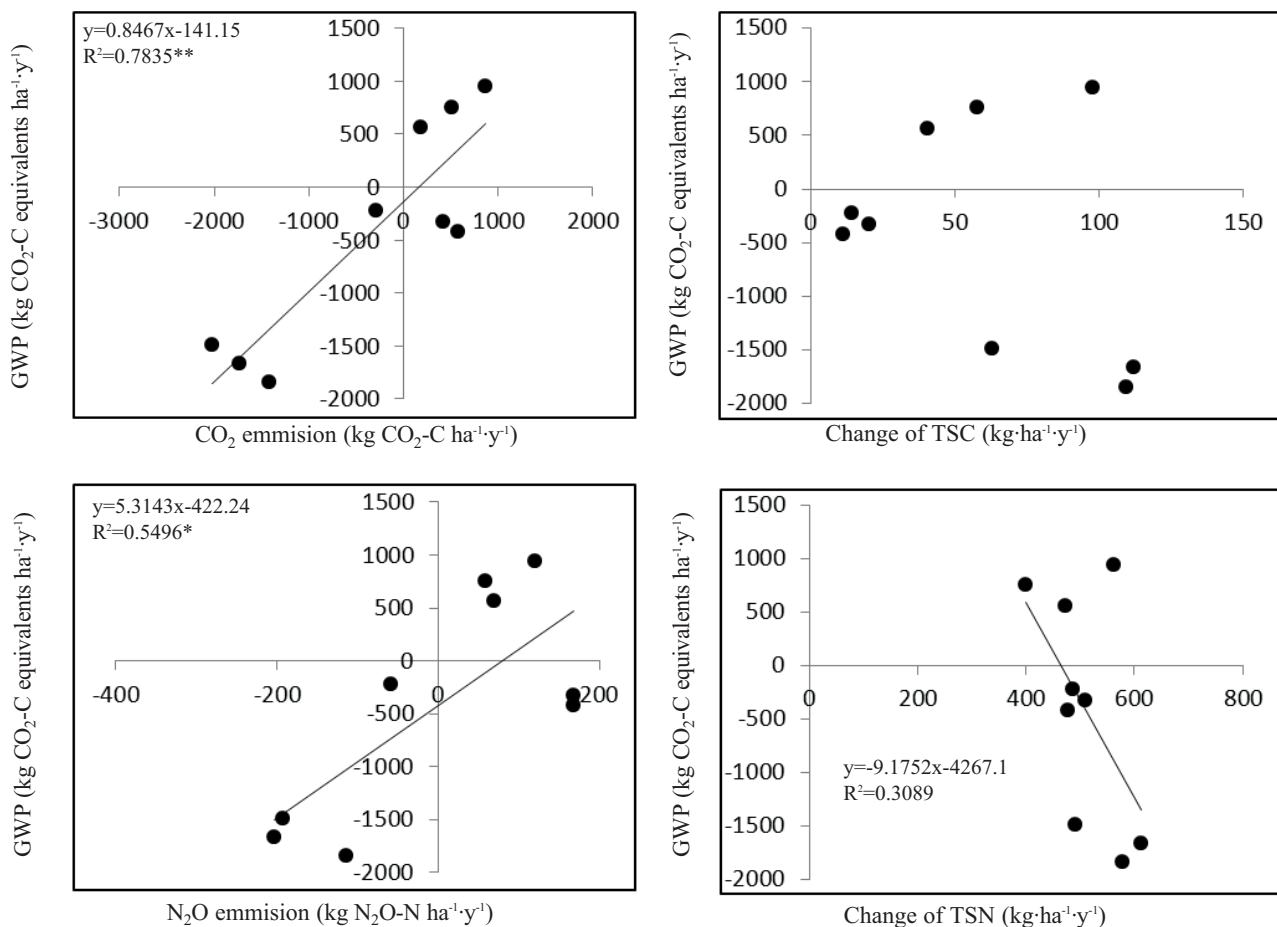 y=0.8467x-141.15
R²=0.7835**
GWP (kg CO₂-C equivalents ha⁻¹·y⁻¹)
1500
1000
500
0
-500
-1000
-1500
-2000
-3000 -2000 -1000 0 1000 2000
CO₂ emmision (kg CO₂-C ha⁻¹·y⁻¹)
GWP (kg CO₂-C equivalents ha⁻¹·y⁻¹)
1500
1000
500
0
-500
-1000
-1500
-2000
0 50 100 150
Change of TSC (kg·ha⁻¹·y⁻¹)
y=5.3143x-422.24
R²=0.5496*
GWP (kg CO₂-C equivalents ha⁻¹·y⁻¹)
1500
1000
500
0
-500
-1000
-1500
-2000
-400 -200 0 200
N₂O emmision (kg N₂O-N ha⁻¹·y⁻¹)
GWP (kg CO₂-C equivalents ha⁻¹·y⁻¹)
1500
1000
500
0
-500
-1000
-1500
-2000
0 200 400 600 800
y=-9.1752x-4267.1
R²=0.3089
Change of TSN (kg·ha⁻¹·y⁻¹)